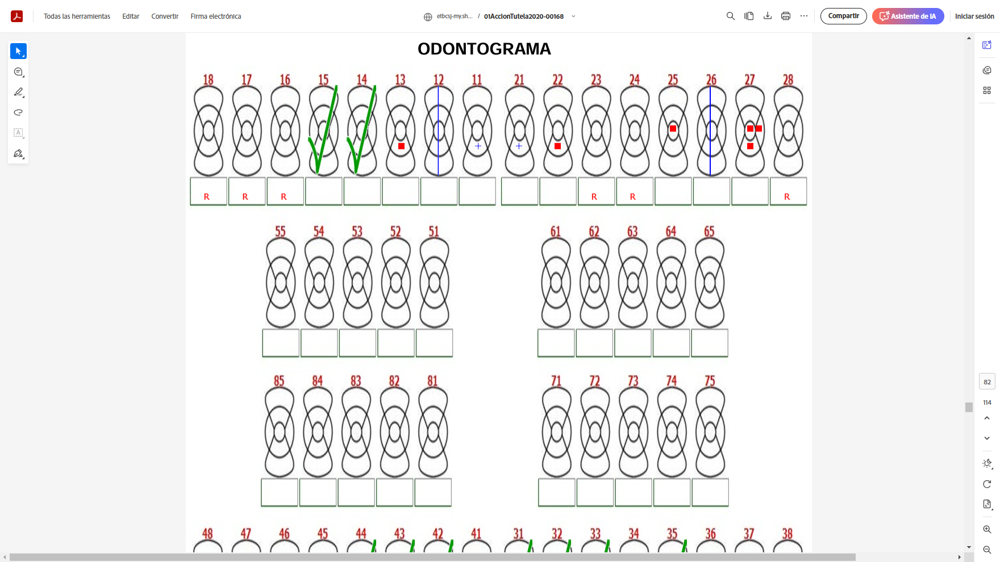 Todas las herramientas Editar Convertir Firma electrónica etbcsj-my.sh... / 01AccionTutela2020-00168 Compartir Asistente de IA Iniciar sesión
ODONTOGRAMA
18 17 16 15 14 13 12 11 21 22 23 24 25 26 27 28
R R R R R R
55 54 53 52 51 61 62 63 64 65
85 84 83 82 81 71 72 73 74 75
82
114
48 47 46 45 44 43 42 41 31 32 33 34 35 36 37 38